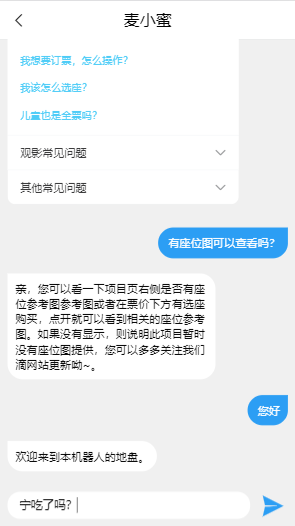 麦小蜜
我想要订票，怎么操作?
我该怎么选座?
儿童也是全票吗?
观影常见问题
其他常见问题
有座位图可以查看吗?
亲，您可以看一下项目页右侧是否有座
位参考图参考图或者在票价下方有选座
购买，点开就可以看到相关的座位参考
图。如果没有显示，则说明此项目暂时
没有座位图提供，您可以多多关注我们
滴网站更新呦~。
您好
欢迎来到本机器人的地盘。
宁吃了吗?